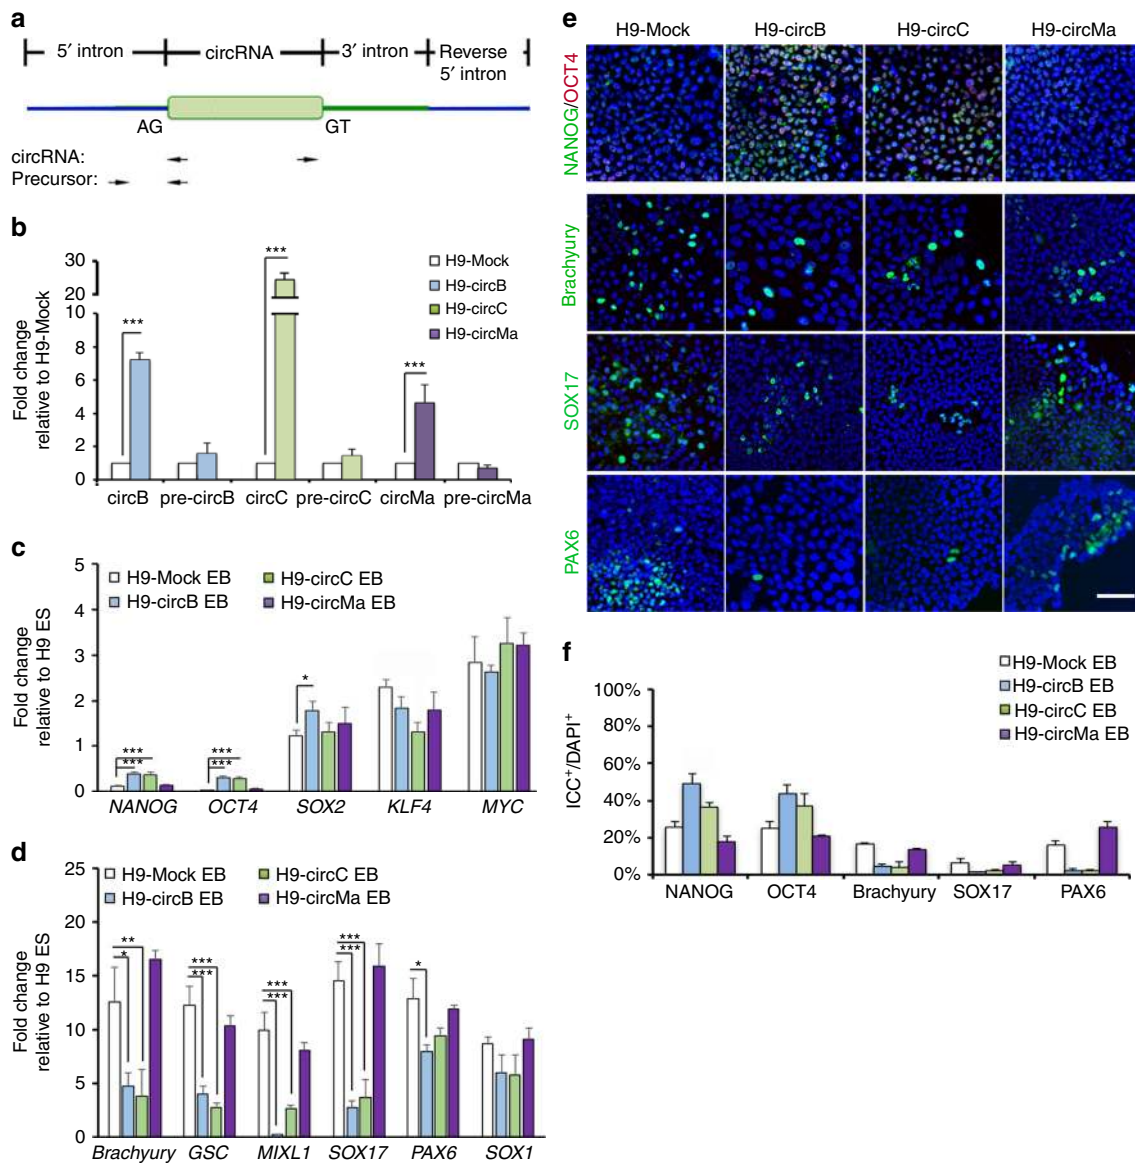 a
5′ intron
circRNA
3′ intron
Reverse
5′ intron
AG
GT
circRNA:
Precursor:
b
Fold change
relative to H9-Mock
30
20
10
8
6
4
2
0
***
***
***
H9-Mock
H9-circB
H9-circC
H9-circMa
circB
pre-circB
circC
pre-circC
circMa
pre-circMa
c
Fold change
relative to H9 ES
5
4
3
2
1
0
H9-Mock EB
H9-circB EB
H9-circC EB
H9-circMa EB
***
***
***
***
*
NANOG
OCT4
SOX2
KLF4
MYC
d
Fold change
relative to H9 ES
25
20
15
10
5
0
H9-Mock EB
H9-circB EB
H9-circC EB
H9-circMa EB
**
*
***
***
***
***
***
***
*
Brachyury
GSC
MIXL1
SOX17
PAX6
SOX1
e
H9-Mock
H9-circB
H9-circC
H9-circMa
NANOG/OCT4
Brachyury
SOX17
PAX6
f
ICC⁺/DAPI⁺
100%
80%
60%
40%
20%
0%
H9-Mock EB
H9-circB EB
H9-circC EB
H9-circMa EB
NANOG
OCT4
Brachyury
SOX17
PAX6